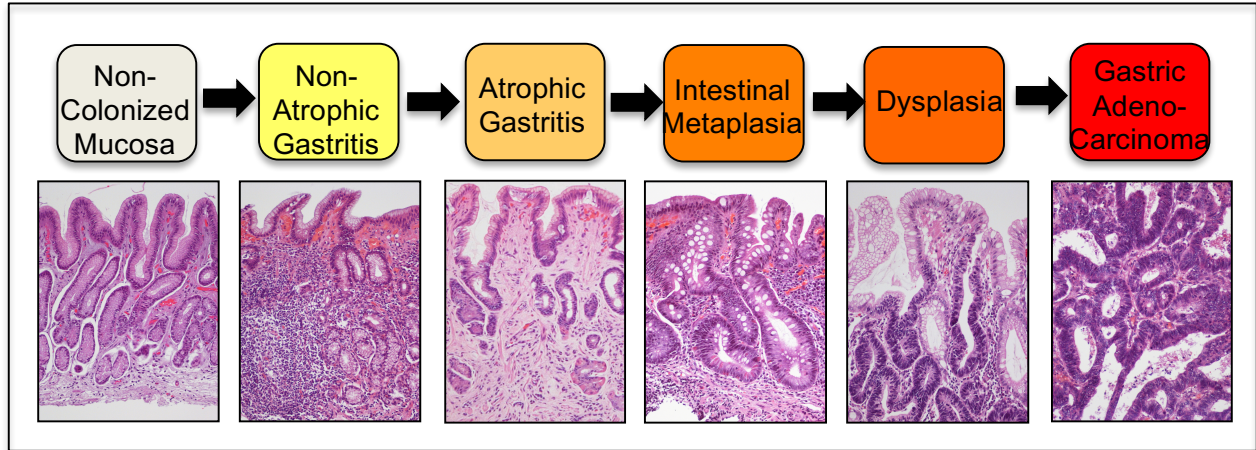 Non-
Colonized
Mucosa
Non-
Atrophic
Gastritis
Atrophic
Gastritis
Intestinal
Metaplasia
Dysplasia
Gastric
Adeno-
Carcinoma